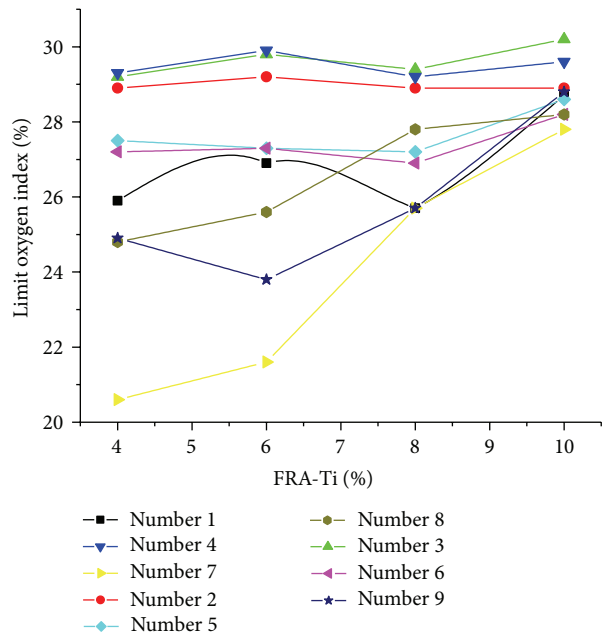 30
28
26
24
22
20
Limit oxygen index (%)
4 5 6 7 8 9 10
FRA-Ti (%)
Number 1
Number 4
Number 7
Number 2
Number 5
Number 8
Number 3
Number 6
Number 9